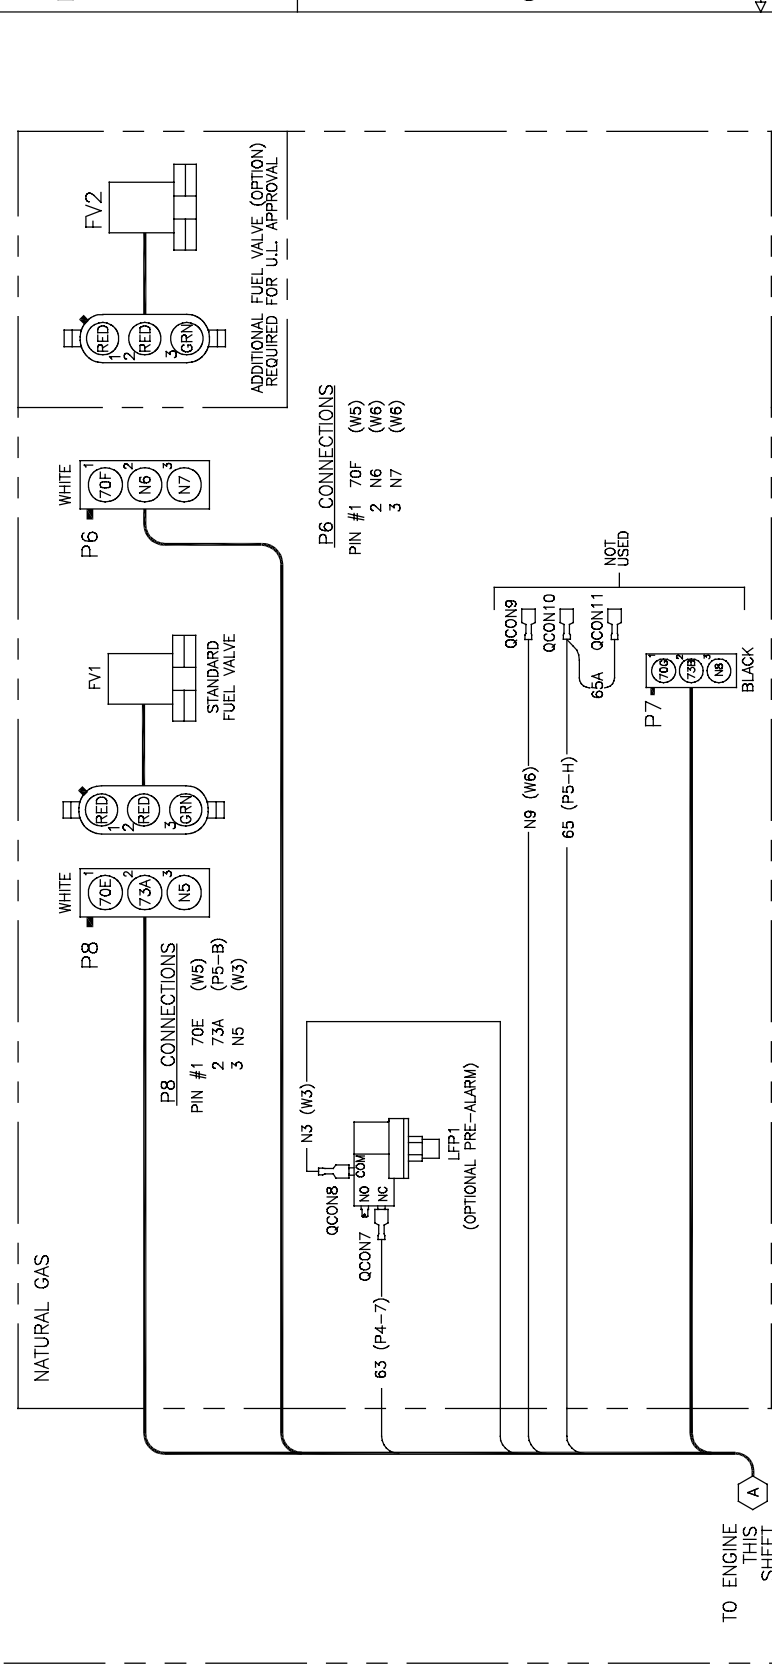 NATURAL GAS
FV2
RED
RED
GRN
1
2
3
ADDITIONAL FUEL VALVE (OPTION)
REQUIRED FOR U.L. APPROVAL
WHITE
P6
1
2
3
70F
N6
N7
P6 CONNECTIONS
PIN #1 70F (W5)
2 N6 (W6)
3 N7 (W6)
FV1
STANDARD
FUEL VALVE
RED
RED
GRN
1
2
3
WHITE
P8
1
2
3
70E
73A
N5
P8 CONNECTIONS
PIN #1 70E (W5)
2 73A (P5-B)
3 N5 (W3)
N3 (W3)
QCON8
COM
NO
NC
QCON7
63 (P4-7)
LFP1
(OPTIONAL PRE-ALARM)
NOT
USED
QCON9
QCON10
QCON11
N9 (W6)
65 (P5-H)
65A
P7
1
2
3
70G
73B
N8
BLACK
A
TO ENGINE
THIS
SHEET